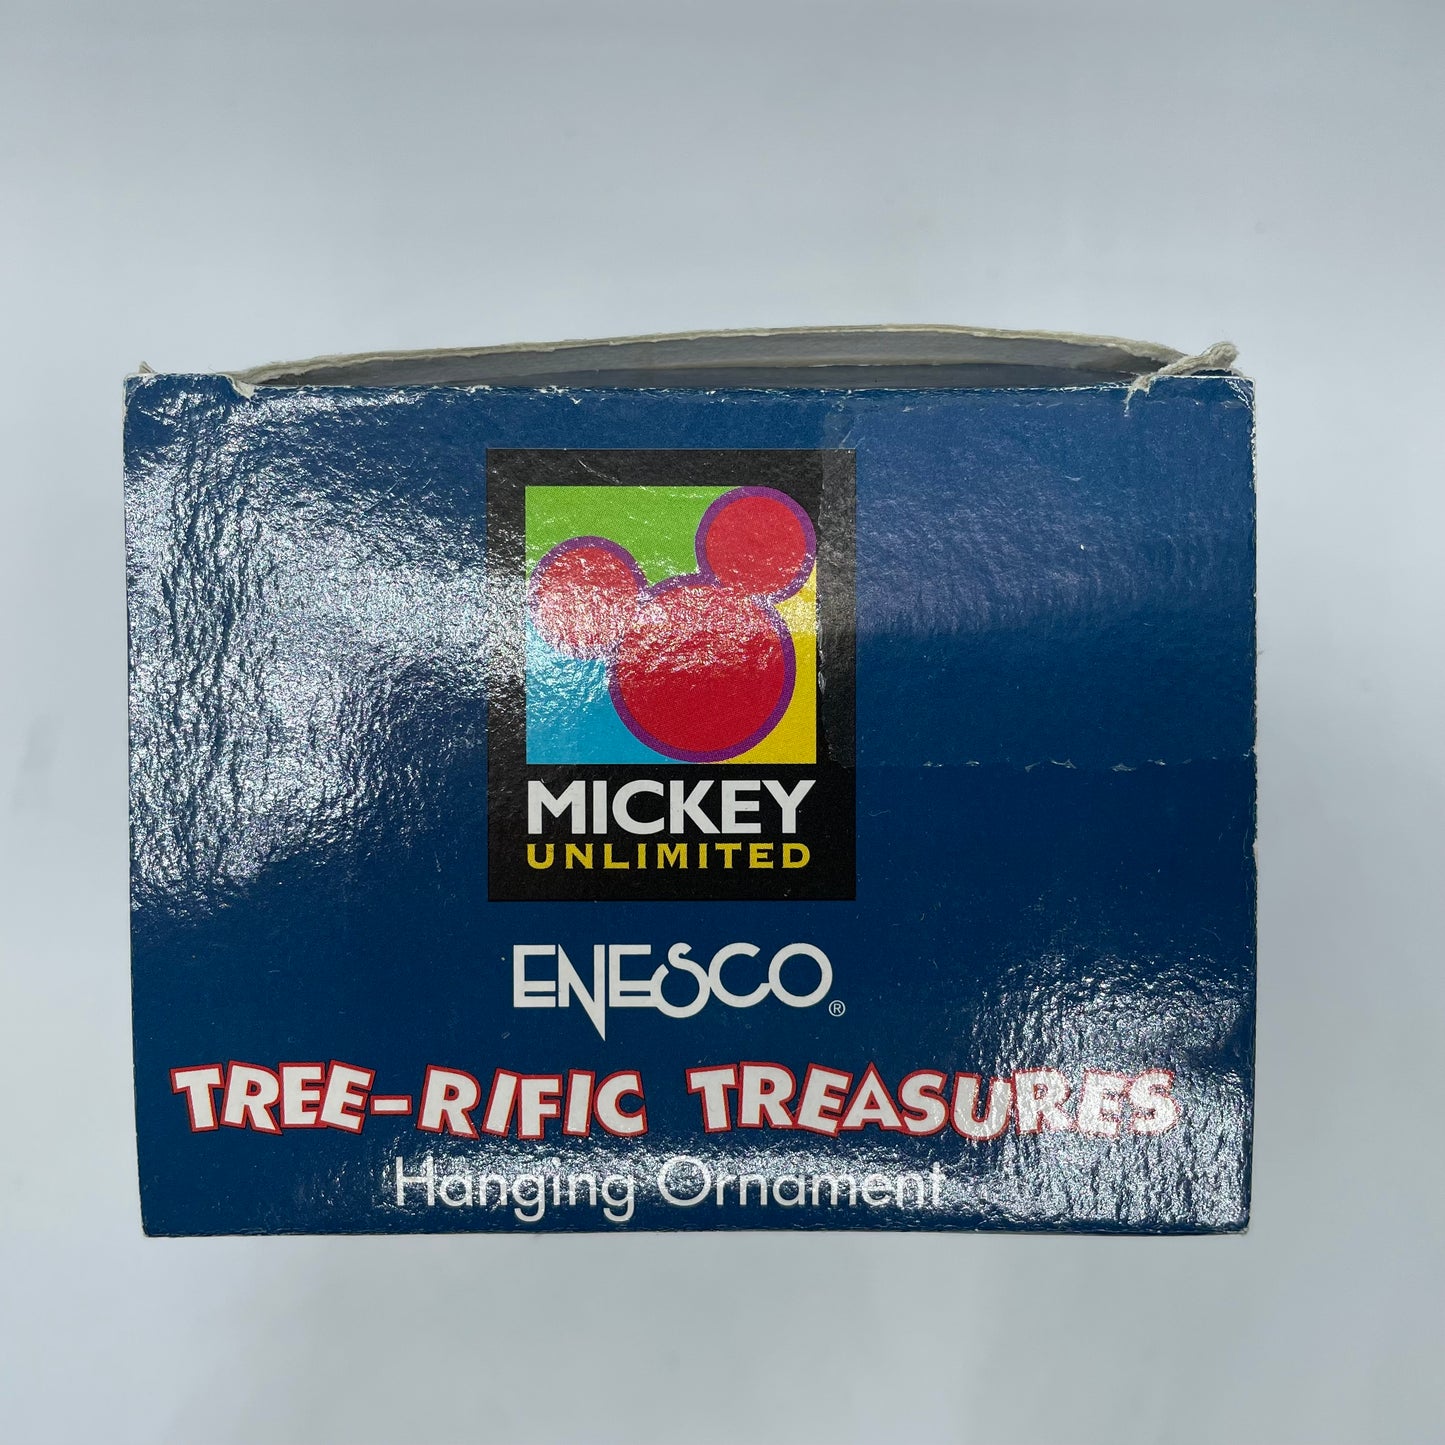 MICKEY
UNLIMITED
ENESCO®
TREE-RIFIC TREASURES
Hanging Ornament